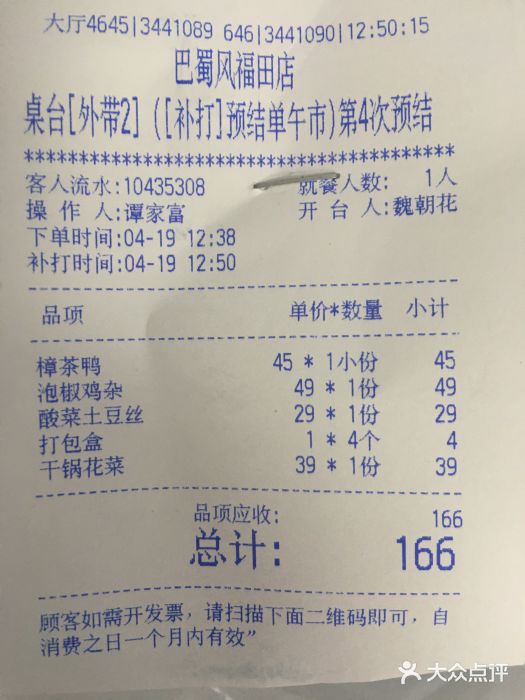 大厅4645|3441089 646|3441090|12:50:15
巴蜀风福田店
桌台[外带2] ([补打]预结单午市)第4次预结
****************************************
客人流水:10435308 就餐人数: 1人
操 作 人:谭家富 开 台 人:魏朝花
下单时间:04-19 12:38
补打时间:04-19 12:50
品项 单价*数量 小计
樟茶鸭 45 * 1小份 45
泡椒鸡杂 49 * 1份 49
酸菜土豆丝 29 * 1份 29
打包盒 1 * 4个 4
干锅花菜 39 * 1份 39
品项应收: 166
总计: 166
顾客如需开发票，请扫描下面二维码即可，自
消费之日一个月内有效”
大众点评